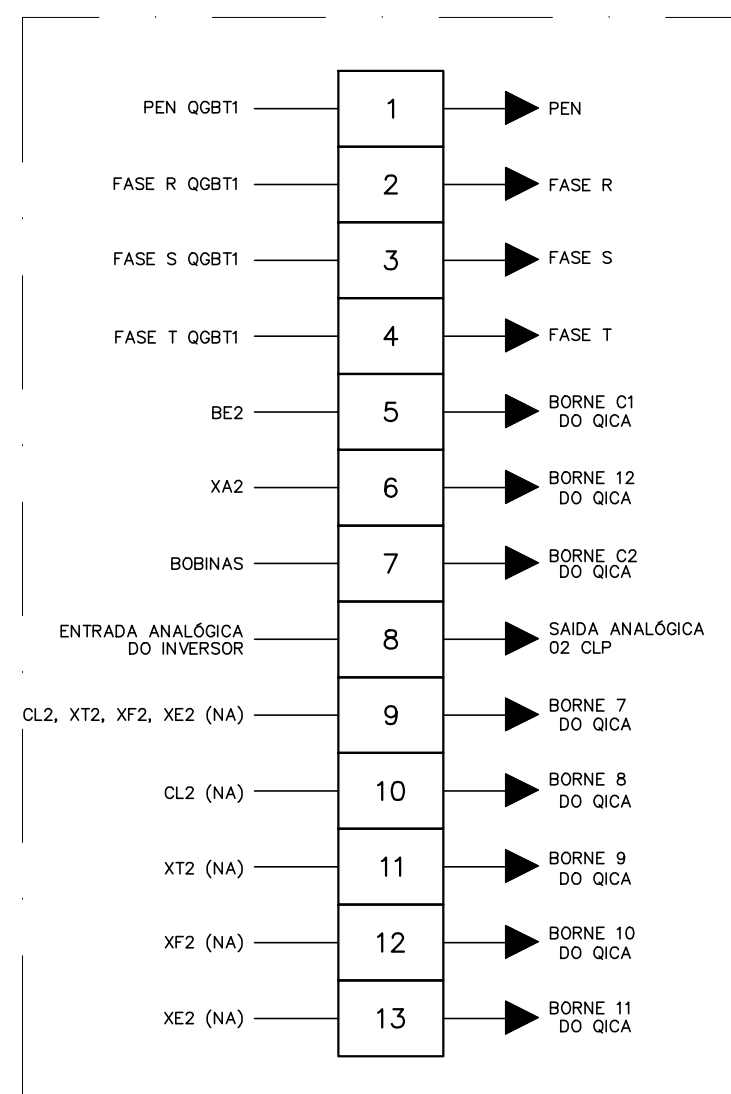 PEN QGBT1
1
PEN
FASE R QGBT1
2
FASE R
FASE S QGBT1
3
FASE S
FASE T QGBT1
4
FASE T
BE2
5
BORNE C1
DO QICA
XA2
6
BORNE 12
DO QICA
BOBINAS
7
BORNE C2
DO QICA
ENTRADA ANALÓGICA
DO INVERSOR
8
SAIDA ANALÓGICA
02 CLP
CL2, XT2, XF2, XE2 (NA)
9
BORNE 7
DO QICA
CL2 (NA)
10
BORNE 8
DO QICA
XT2 (NA)
11
BORNE 9
DO QICA
XF2 (NA)
12
BORNE 10
DO QICA
XE2 (NA)
13
BORNE 11
DO QICA